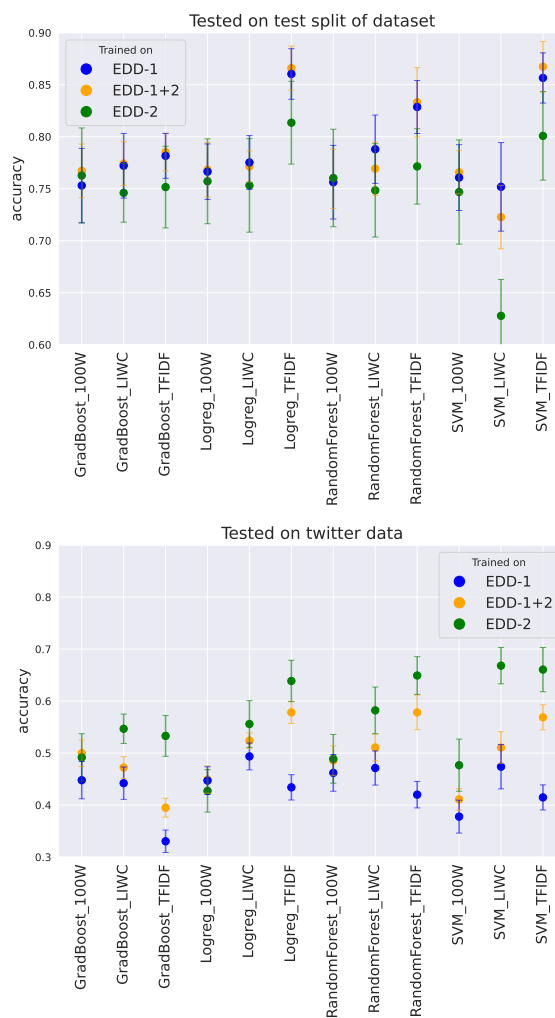 Tested on test split of dataset
Trained on
EDD-1
EDD-1+2
EDD-2
accuracy
0.90
0.85
0.80
0.75
0.70
0.65
0.60
GradBoost_100W
GradBoost_LIWC
GradBoost_TFIDF
Logreg_100W
Logreg_LIWC
Logreg_TFIDF
RandomForest_100W
RandomForest_LIWC
RandomForest_TFIDF
SVM_100W
SVM_LIWC
SVM_TFIDF
Tested on twitter data
Trained on
EDD-1
EDD-1+2
EDD-2
accuracy
0.9
0.8
0.7
0.6
0.5
0.4
0.3
GradBoost_100W
GradBoost_LIWC
GradBoost_TFIDF
Logreg_100W
Logreg_LIWC
Logreg_TFIDF
RandomForest_100W
RandomForest_LIWC
RandomForest_TFIDF
SVM_100W
SVM_LIWC
SVM_TFIDF